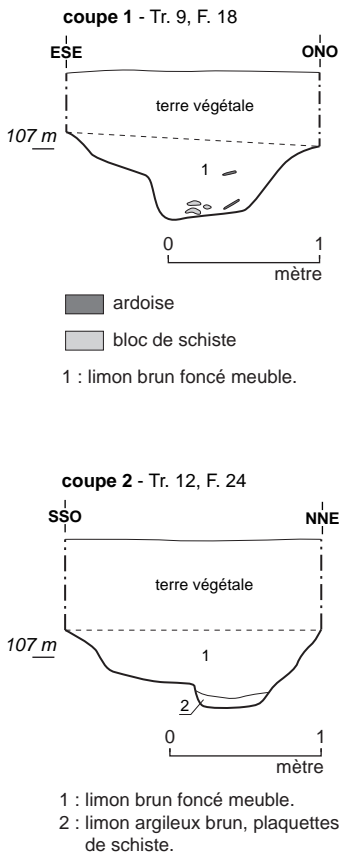 coupe 1 - Tr. 9, F. 18
ESE ONO
terre végétale
107 m
1
0 1
mètre
ardoise
bloc de schiste
1 : limon brun foncé meuble.
coupe 2 - Tr. 12, F. 24
SSO NNE
terre végétale
107 m
1
2
0 1
mètre
1 : limon brun foncé meuble.
2 : limon argileux brun, plaquettes
de schiste.